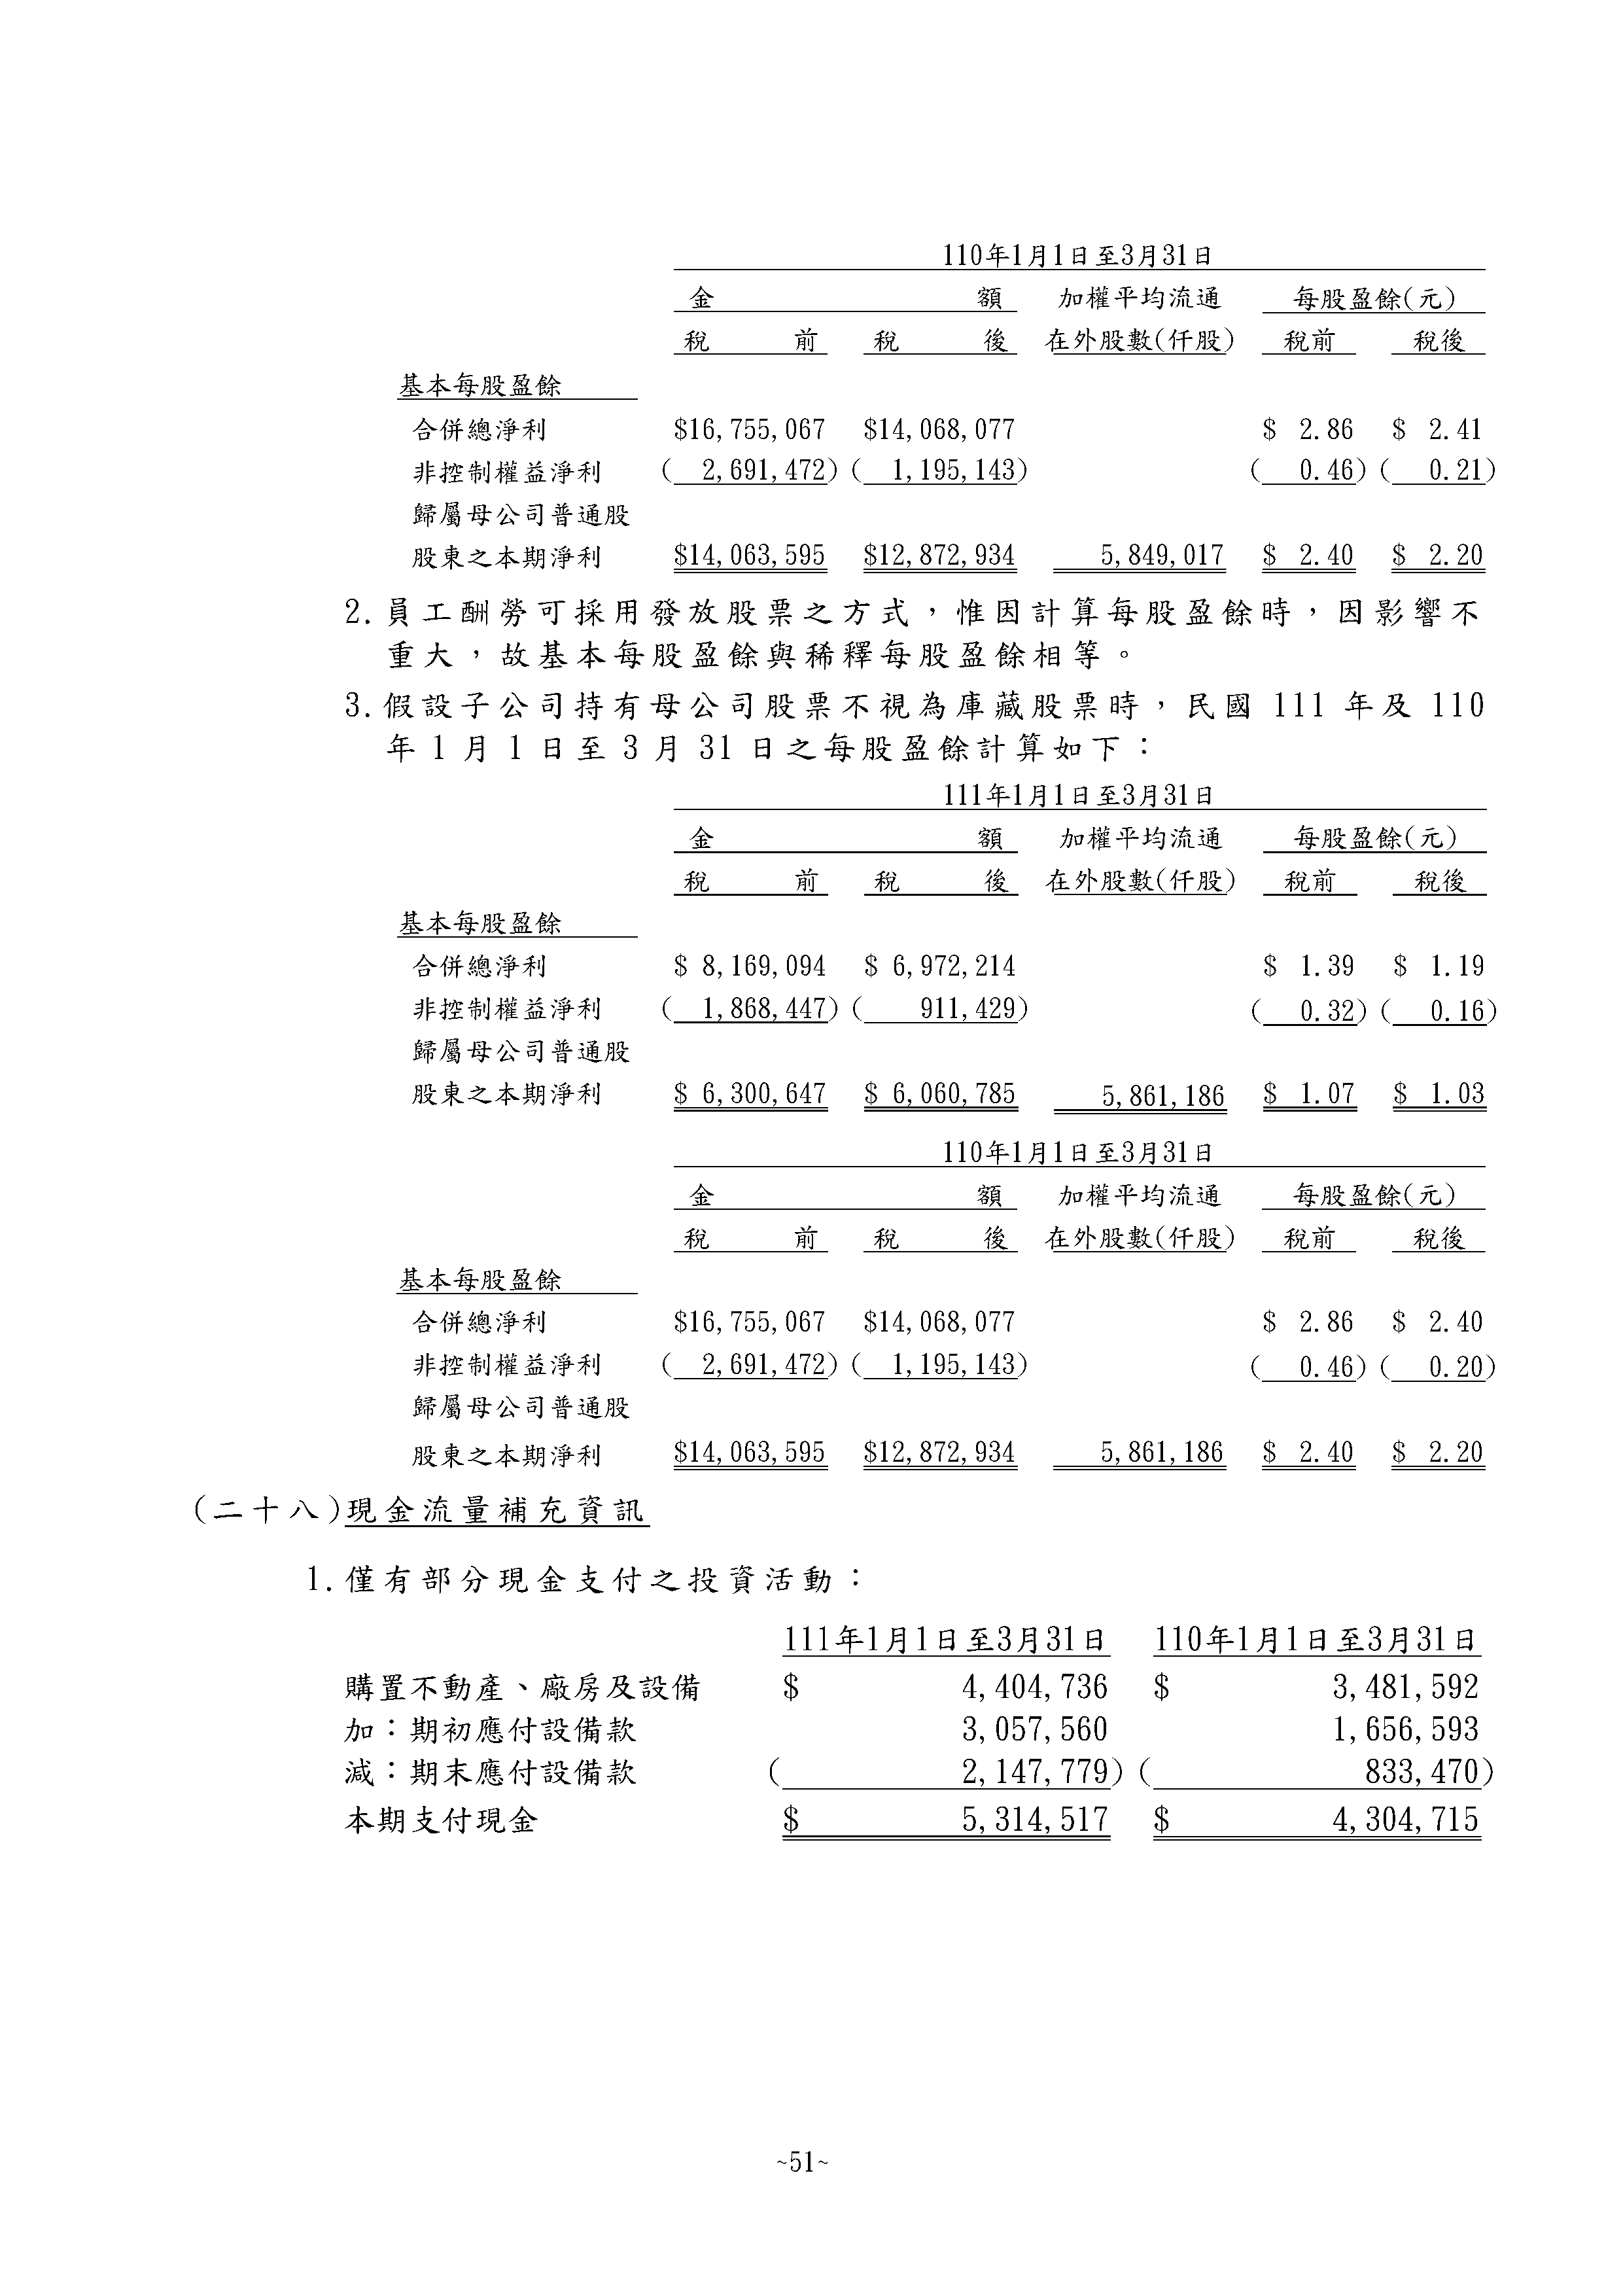 110年1月1日至3月31日
金 額 加權平均流通 每股盈餘(元)
稅 前 稅 後 在外股數(仟股) 稅前 稅後
基本每股盈餘
合併總淨利 $16,755,067 $14,068,077 $ 2.86 $ 2.41
非控制權益淨利 ( 2,691,472) ( 1,195,143) ( 0.46) ( 0.21)
歸屬母公司普通股
股東之本期淨利 $14,063,595 $12,872,934 5,849,017 $ 2.40 $ 2.20
2.員工酬勞可採用發放股票之方式，惟因計算每股盈餘時，因影響不
重大，故基本每股盈餘與稀釋每股盈餘相等。
3.假設子公司持有母公司股票不視為庫藏股票時，民國 111 年及 110
年 1 月 1 日至 3 月 31 日之每股盈餘計算如下：
111年1月1日至3月31日
金 額 加權平均流通 每股盈餘(元)
稅 前 稅 後 在外股數(仟股) 稅前 稅後
基本每股盈餘
合併總淨利 $ 8,169,094 $ 6,972,214 $ 1.39 $ 1.19
非控制權益淨利 ( 1,868,447) ( 911,429) ( 0.32) ( 0.16)
歸屬母公司普通股
股東之本期淨利 $ 6,300,647 $ 6,060,785 5,861,186 $ 1.07 $ 1.03
110年1月1日至3月31日
金 額 加權平均流通 每股盈餘(元)
稅 前 稅 後 在外股數(仟股) 稅前 稅後
基本每股盈餘
合併總淨利 $16,755,067 $14,068,077 $ 2.86 $ 2.40
非控制權益淨利 ( 2,691,472) ( 1,195,143) ( 0.46) ( 0.20)
歸屬母公司普通股
股東之本期淨利 $14,063,595 $12,872,934 5,861,186 $ 2.40 $ 2.20
(二十八)現金流量補充資訊
1.僅有部分現金支付之投資活動：
111年1月1日至3月31日 110年1月1日至3月31日
購置不動產、廠房及設備 $ 4,404,736 $ 3,481,592
加：期初應付設備款 3,057,560 1,656,593
減：期末應付設備款 ( 2,147,779) ( 833,470)
本期支付現金 $ 5,314,517 $ 4,304,715
~51~